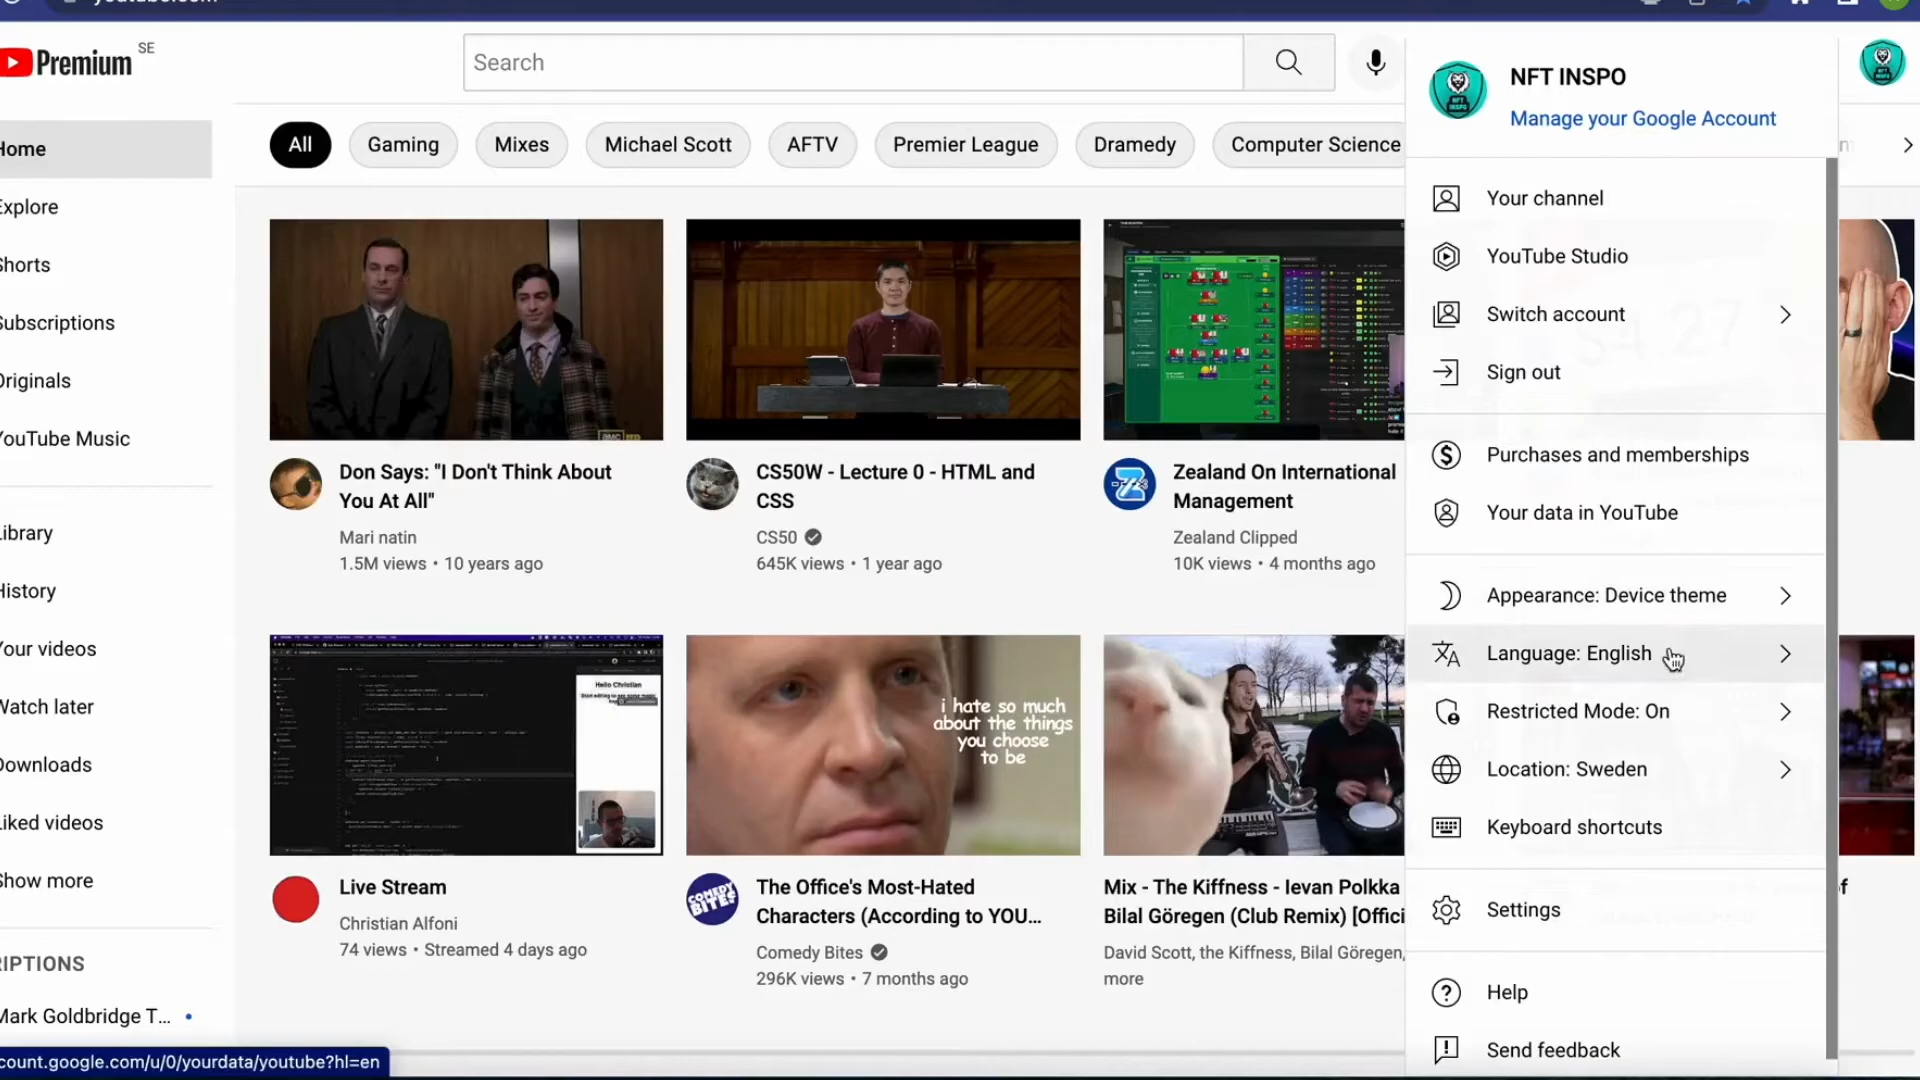 Premium SE
Search
NFT INSPO
Manage your Google Account
All
Gaming
Mixes
Michael Scott
AFTV
Premier League
Dramedy
Computer Science
Home
Explore
Shorts
Subscriptions
Originals
YouTube Music
Library
History
Your videos
Watch later
Downloads
Liked videos
Show more
RIPTIONS
Mark Goldbridge T...
Don Says: "I Don't Think About
You At All"
Mari natin
1.5M views • 10 years ago
CS50W - Lecture 0 - HTML and
CSS
CS50
645K views • 1 year ago
Zealand On International
Management
Zealand Clipped
10K views • 4 months ago
Hello Christian
i hate so much
about the things
you choose
to be
Live Stream
Christian Alfoni
74 views • Streamed 4 days ago
COMEDY
BITES
The Office's Most-Hated
Characters (According to YOU...
Comedy Bites
296K views • 7 months ago
Mix - The Kiffness - Ievan Polkka
Bilal Göregen (Club Remix) [Offici
David Scott, the Kiffness, Bilal Göregen,
more
Your channel
YouTube Studio
Switch account
Sign out
Purchases and memberships
Your data in YouTube
Appearance: Device theme
Language: English
Restricted Mode: On
Location: Sweden
Keyboard shortcuts
Settings
Help
Send feedback
count.google.com/u/0/yourdata/youtube?hl=en